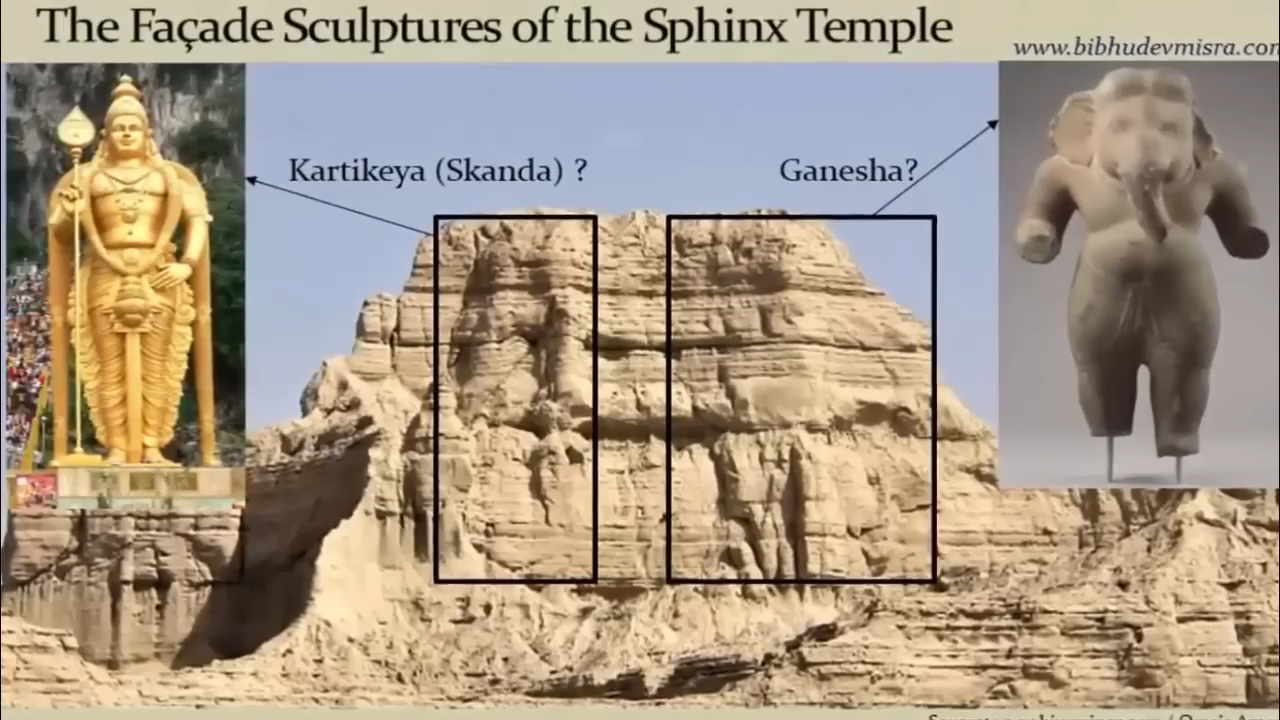 The Façade Sculptures of the Sphinx Temple
www.bibhudevmisra.com
Kartikeya (Skanda) ?
Ganesha?